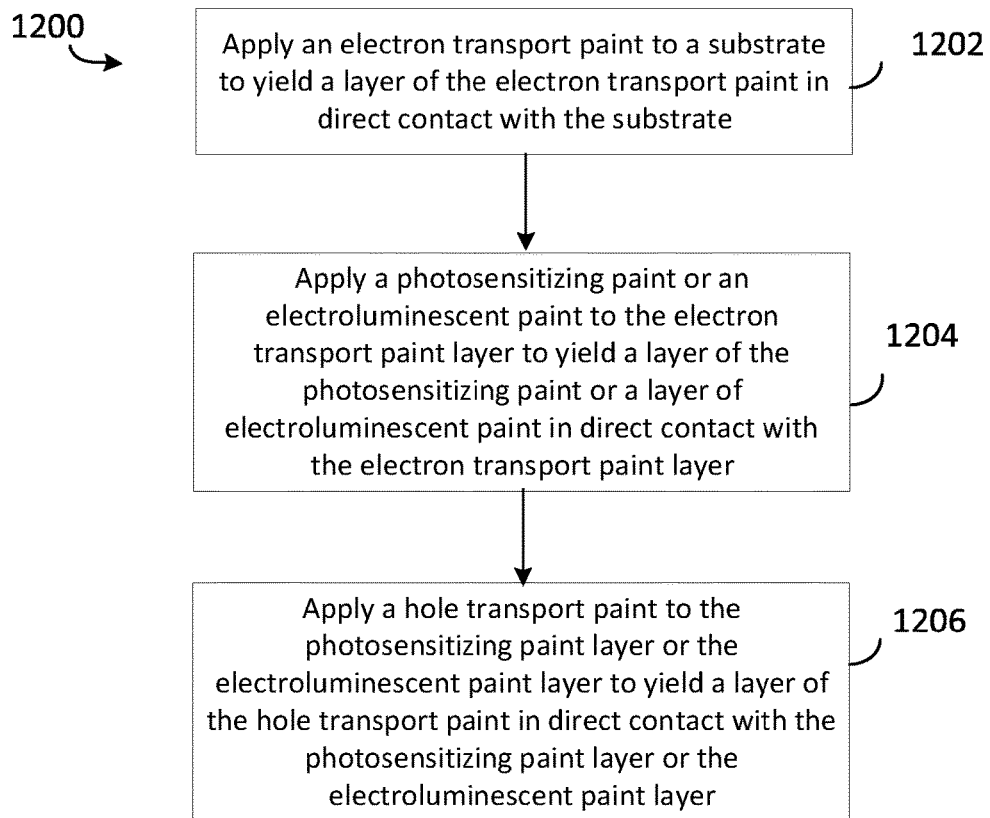 1200
Apply an electron transport paint to a substrate
to yield a layer of the electron transport paint in
direct contact with the substrate
1202
Apply a photosensitizing paint or an
electroluminescent paint to the electron
transport paint layer to yield a layer of the
photosensitizing paint or a layer of
electroluminescent paint in direct contact with
the electron transport paint layer
1204
Apply a hole transport paint to the
photosensitizing paint layer or the
electroluminescent paint layer to yield a layer of
the hole transport paint in direct contact with the
photosensitizing paint layer or the
electroluminescent paint layer
1206